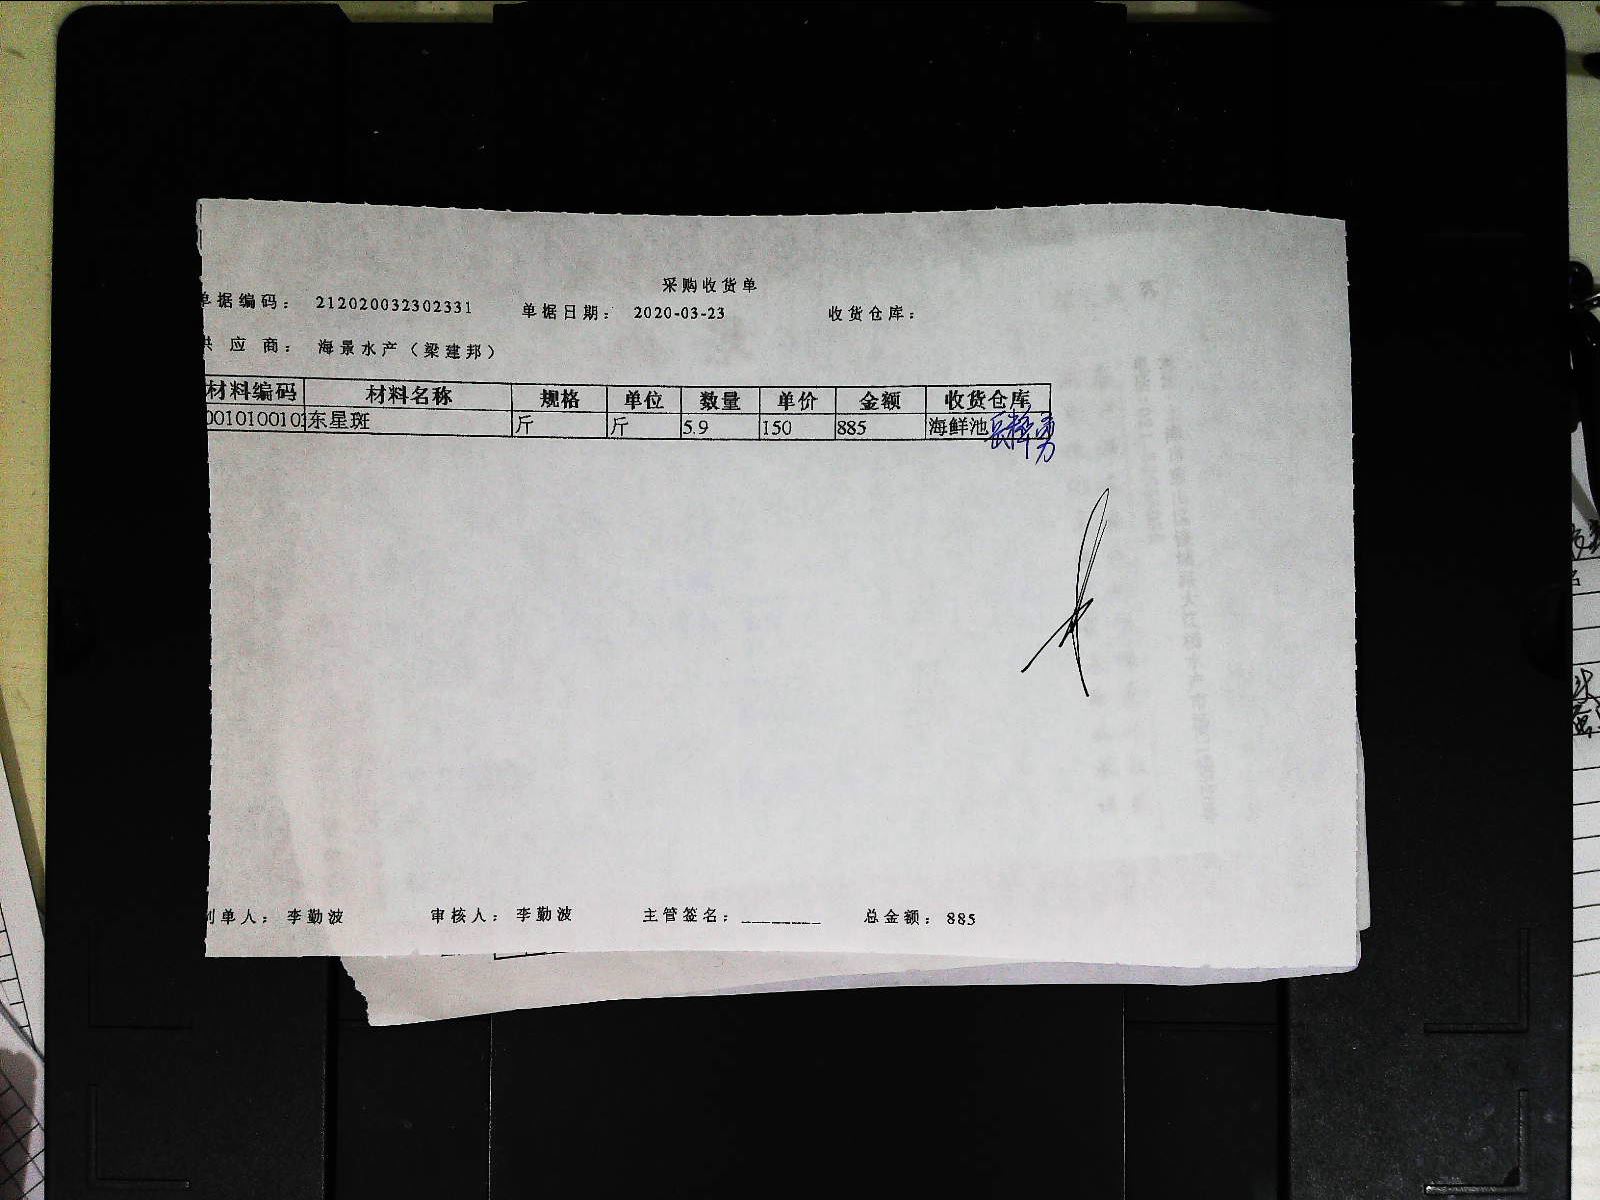 采购收货单
单据编码： 212020032302331 单据日期： 2020-03-23 收货仓库：
供 应 商： 海景水产（梁建邦）
材料编码 材料名称 规格 单位 数量 单价 金额 收货仓库
001010010 东星斑 斤 斤 5.9 150 885 海鲜池
制单人： 李勤波 审核人： 李勤波 主管签名：________ 总金额： 885